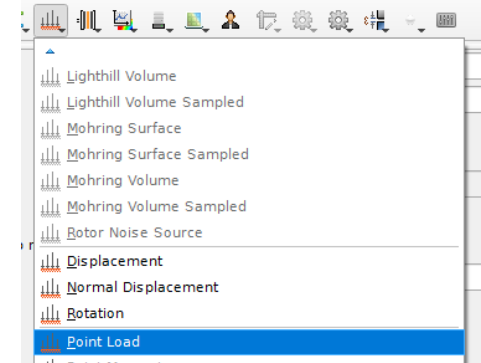 Lighthill Volume
Lighthill Volume Sampled
Mohring Surface
Mohring Surface Sampled
Mohring Volume
Mohring Volume Sampled
Rotor Noise Source
Displacement
Normal Displacement
Rotation
Point Load